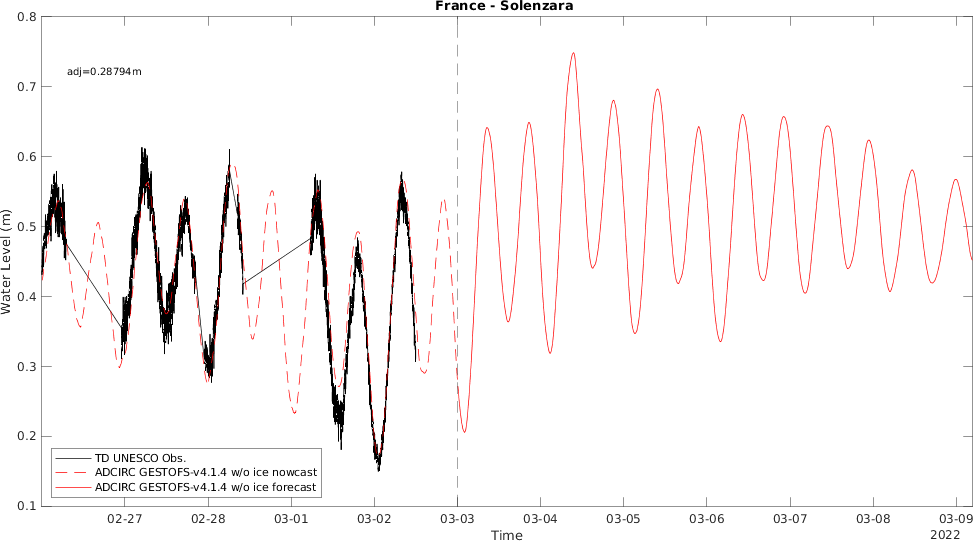 France - Solenzara
0.8
0.7
0.6
0.5
0.4
0.3
0.2
0.1
Water Level (m)
adj=0.28794m
TD UNESCO Obs.
ADCIRC GESTOFS-v4.1.4 w/o ice nowcast
ADCIRC GESTOFS-v4.1.4 w/o ice forecast
02-27 02-28 03-01 03-02 03-03 03-04 03-05 03-06 03-07 03-08 03-09
Time
2022